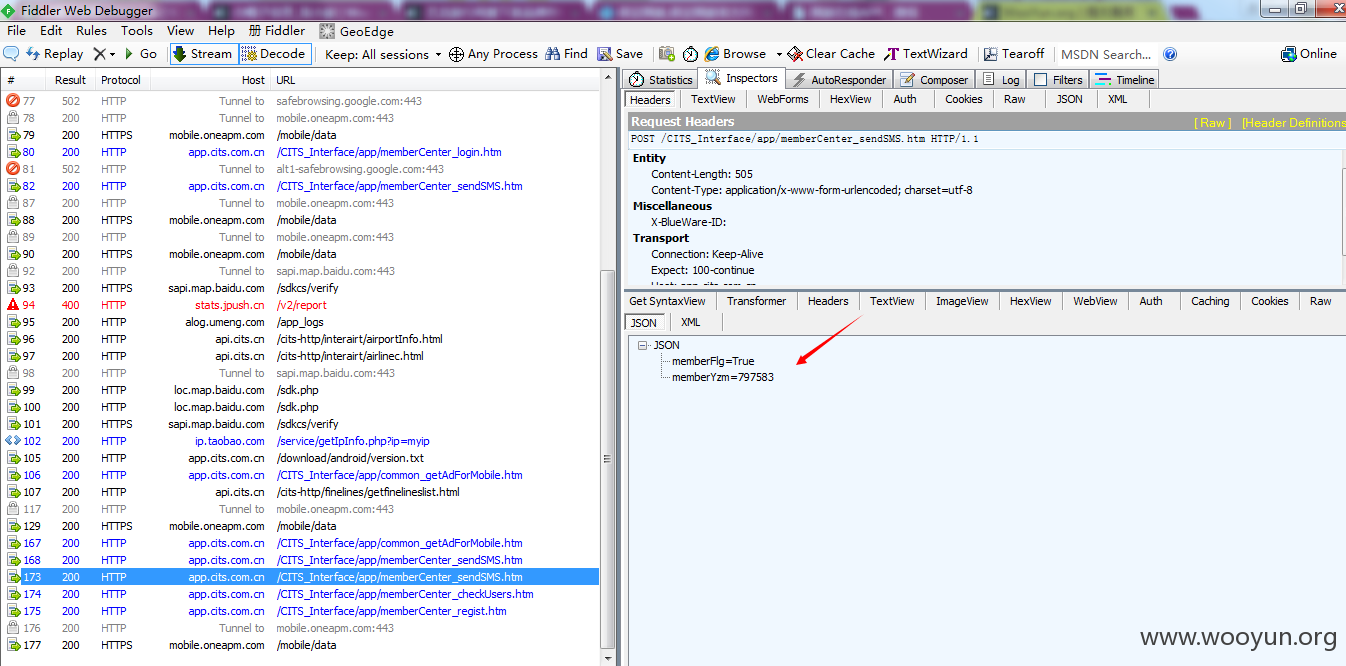 Fiddler Web Debugger
File Edit Rules Tools View Help Fiddler GeoEdge
Replay Go Stream Decode Keep: All sessions Any Process Find Save Browse Clear Cache TextWizard Tearoff MSDN Search... Online
# Result Protocol Host URL
77 502 HTTP Tunnel to safebrowsing.google.com:443
78 200 HTTP Tunnel to mobile.oneapm.com:443
79 200 HTTPS mobile.oneapm.com /mobile/data
80 200 HTTP app.cits.com.cn /CITS_Interface/app/memberCenter_login.htm
81 502 HTTP Tunnel to alt1-safebrowsing.google.com:443
82 200 HTTP app.cits.com.cn /CITS_Interface/app/memberCenter_sendSMS.htm
87 200 HTTP Tunnel to mobile.oneapm.com:443
88 200 HTTPS mobile.oneapm.com /mobile/data
89 200 HTTP Tunnel to mobile.oneapm.com:443
90 200 HTTPS mobile.oneapm.com /mobile/data
92 200 HTTP Tunnel to sapi.map.baidu.com:443
93 200 HTTPS sapi.map.baidu.com /sdkcs/verify
94 400 HTTP stats.jpush.cn /v2/report
95 200 HTTP alog.umeng.com /app_logs
96 200 HTTP api.cits.cn /cits-http/interairt/airportInfo.html
97 200 HTTP api.cits.cn /cits-http/interairt/airlinec.html
98 200 HTTP Tunnel to sapi.map.baidu.com:443
99 200 HTTP loc.map.baidu.com /sdk.php
100 200 HTTP loc.map.baidu.com /sdk.php
101 200 HTTPS sapi.map.baidu.com /sdkcs/verify
102 200 HTTP ip.taobao.com /service/getIpInfo.php?ip=myip
105 200 HTTP app.cits.com.cn /download/android/version.txt
106 200 HTTP app.cits.com.cn /CITS_Interface/app/common_getAdForMobile.htm
107 200 HTTP api.cits.cn /cits-http/finelines/getfinelineslist.html
117 200 HTTP Tunnel to mobile.oneapm.com:443
129 200 HTTPS mobile.oneapm.com /mobile/data
167 200 HTTP app.cits.com.cn /CITS_Interface/app/common_getAdForMobile.htm
168 200 HTTP app.cits.com.cn /CITS_Interface/app/memberCenter_sendSMS.htm
173 200 HTTP app.cits.com.cn /CITS_Interface/app/memberCenter_sendSMS.htm
174 200 HTTP app.cits.com.cn /CITS_Interface/app/memberCenter_checkUsers.htm
175 200 HTTP app.cits.com.cn /CITS_Interface/app/memberCenter_regist.htm
176 200 HTTP Tunnel to mobile.oneapm.com:443
177 200 HTTPS mobile.oneapm.com /mobile/data
Statistics Inspectors AutoResponder Composer Log Filters Timeline
Headers TextView WebForms HexView Auth Cookies Raw JSON XML
Request Headers [ Raw ] [Header Definitions
POST /CITS_Interface/app/memberCenter_sendSMS.htm HTTP/1.1
Entity
Content-Length: 505
Content-Type: application/x-www-form-urlencoded; charset=utf-8
Miscellaneous
X-BlueWare-ID:
Transport
Connection: Keep-Alive
Expect: 100-continue
Get SyntaxView Transformer Headers TextView ImageView HexView WebView Auth Caching Cookies Raw
JSON XML
JSON
memberFlg=True
memberYzm=797583
www.wooyun.org